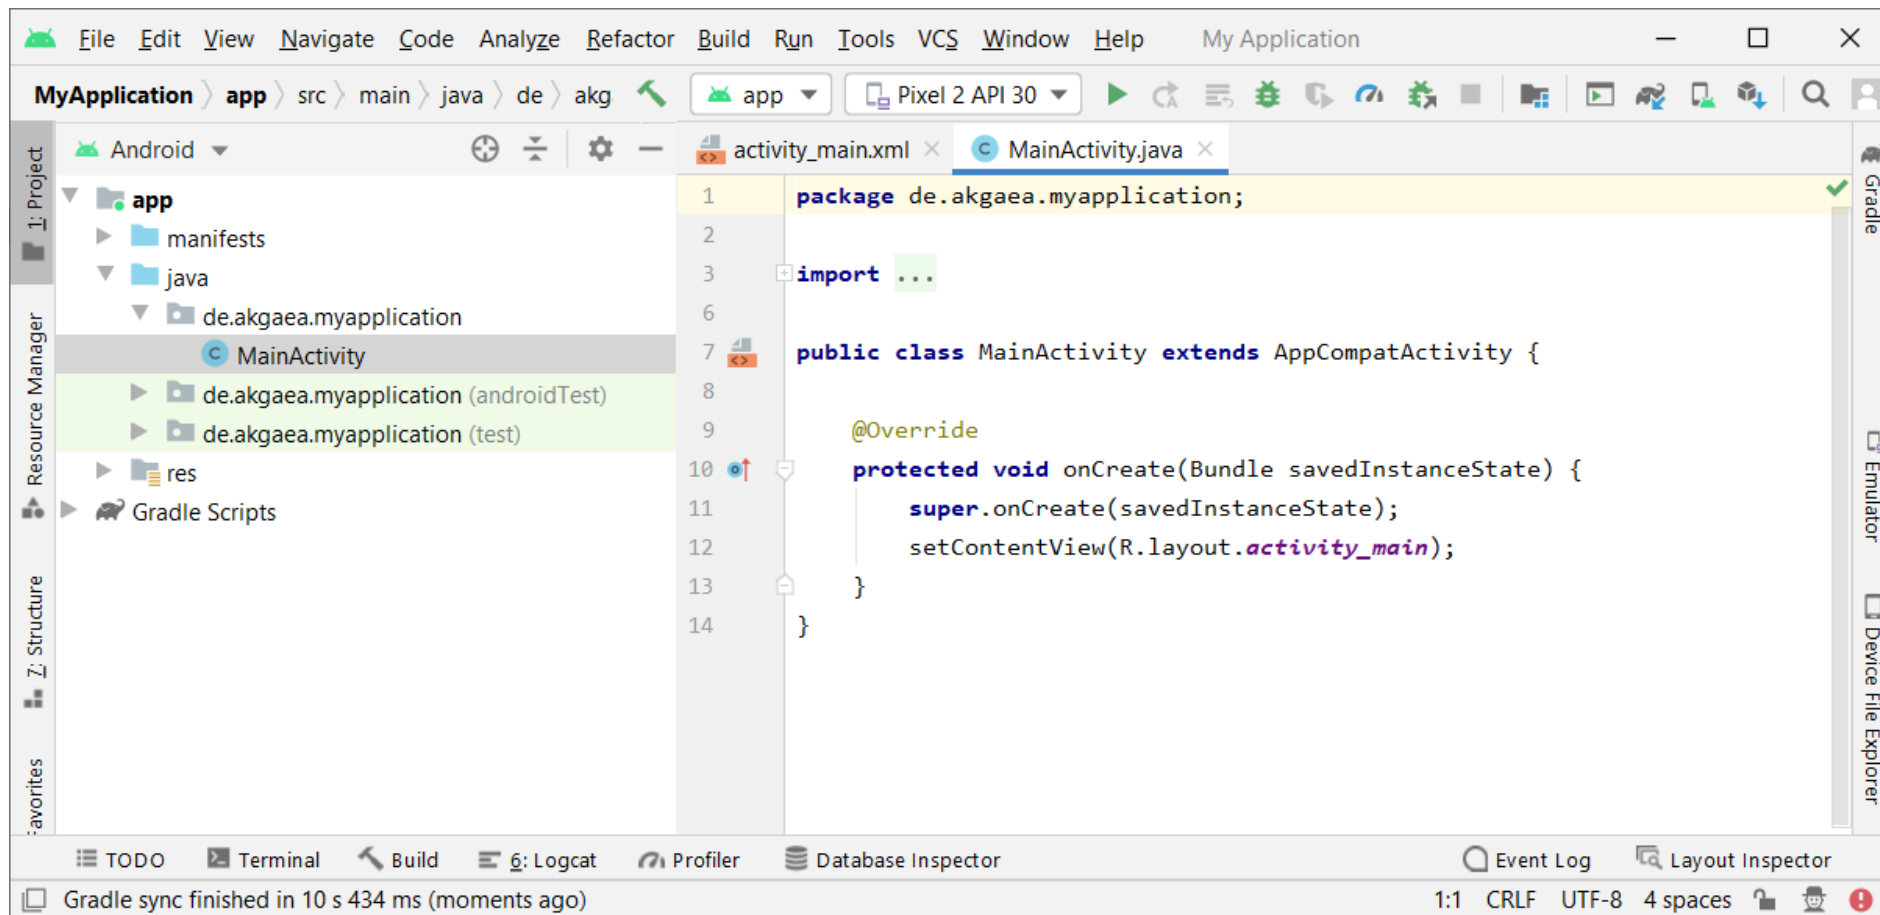 File Edit View Navigate Code Analyze Refactor Build Run Tools VCS Window Help My Application
MyApplication app src main java de akg app Pixel 2 API 30
1: Project
Resource Manager
7: Structure
Favorites
Android
app
manifests
java
de.akgaea.myapplication
MainActivity
de.akgaea.myapplication (androidTest)
de.akgaea.myapplication (test)
res
Gradle Scripts
activity_main.xml MainActivity.java
1 package de.akgaea.myapplication;
2
3 import ...
6
7 public class MainActivity extends AppCompatActivity {
8
9 @Override
10 protected void onCreate(Bundle savedInstanceState) {
11 super.onCreate(savedInstanceState);
12 setContentView(R.layout.activity_main);
13 }
14 }
Gradle
Emulator
Device File Explorer
TODO Terminal Build 6: Logcat Profiler Database Inspector Event Log Layout Inspector
Gradle sync finished in 10 s 434 ms (moments ago) 1:1 CRLF UTF-8 4 spaces